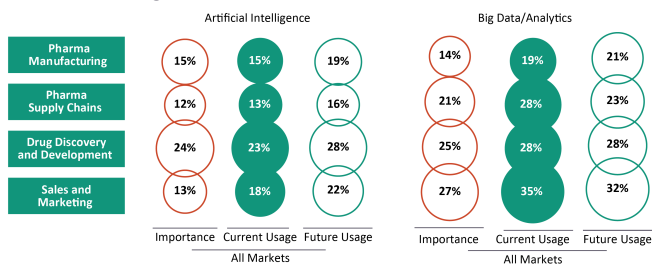 Artificial Intelligence
Big Data/Analytics
Pharma
Manufacturing
15%
15%
19%
14%
19%
21%
Pharma
Supply Chains
12%
13%
16%
21%
28%
23%
Drug Discovery
and Development
24%
23%
28%
25%
28%
28%
Sales and
Marketing
13%
18%
22%
27%
35%
32%
Importance
Current Usage
Future Usage
Importance
Current Usage
Future Usage
All Markets
All Markets